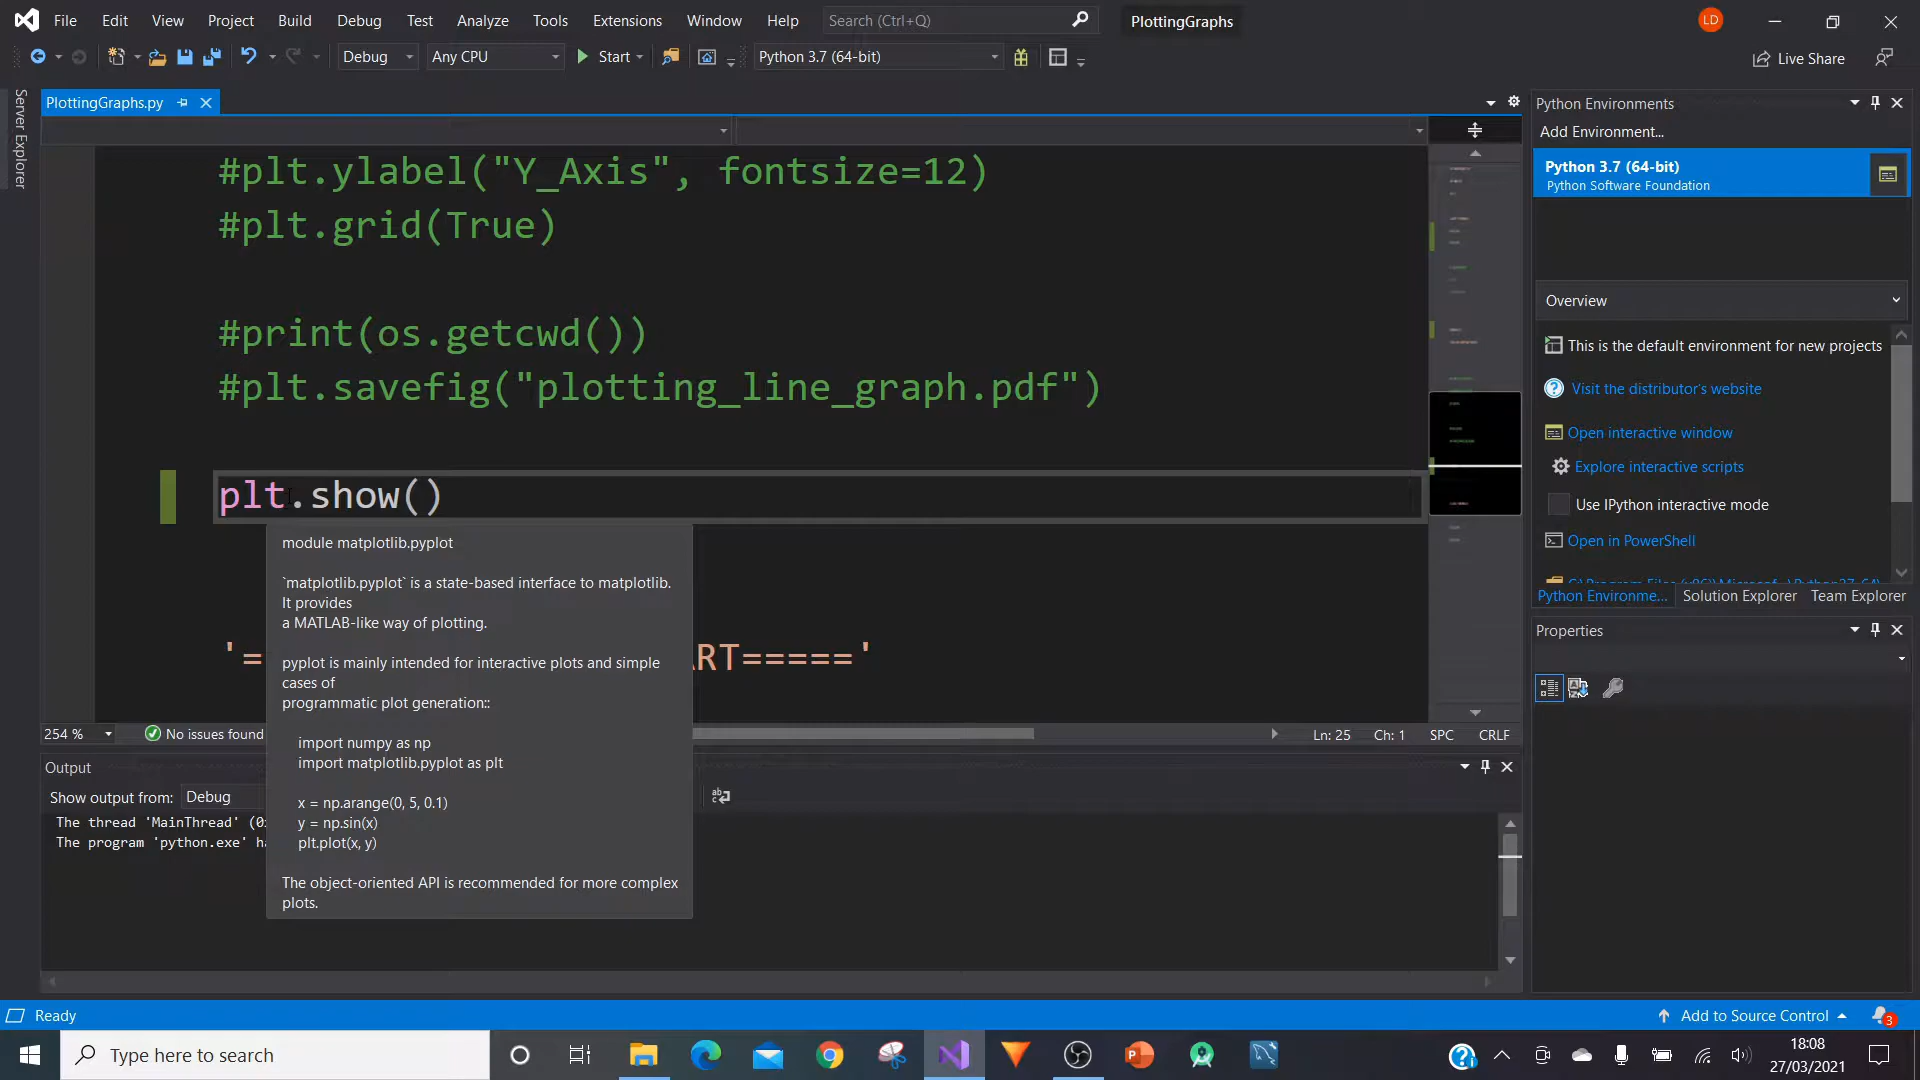 File Edit View Project Build Debug Test Analyze Tools Extensions Window Help Search (Ctrl+Q) PlottingGraphs LD
Debug Any CPU Start Python 3.7 (64-bit) Live Share
Server Explorer
PlottingGraphs.py
#plt.ylabel("Y_Axis", fontsize=12)
#plt.grid(True)
#print(os.getcwd())
#plt.savefig("plotting_line_graph.pdf")
plt.show()
module matplotlib.pyplot
`matplotlib.pyplot` is a state-based interface to matplotlib.
It provides
a MATLAB-like way of plotting.
pyplot is mainly intended for interactive plots and simple
cases of
programmatic plot generation::
import numpy as np
import matplotlib.pyplot as plt
x = np.arange(0, 5, 0.1)
y = np.sin(x)
plt.plot(x, y)
The object-oriented API is recommended for more complex
plots.
'= RT====='
254 % No issues found Ln: 25 Ch: 1 SPC CRLF
Output
Show output from: Debug
The thread 'MainThread' (0
The program 'python.exe' h
Python Environments
Add Environment...
Python 3.7 (64-bit)
Python Software Foundation
Overview
This is the default environment for new projects
Visit the distributor's website
Open interactive window
Explore interactive scripts
Use IPython interactive mode
Open in PowerShell
Python Environme... Solution Explorer Team Explorer
Properties
Ready Add to Source Control 3
Type here to search
18:08
27/03/2021